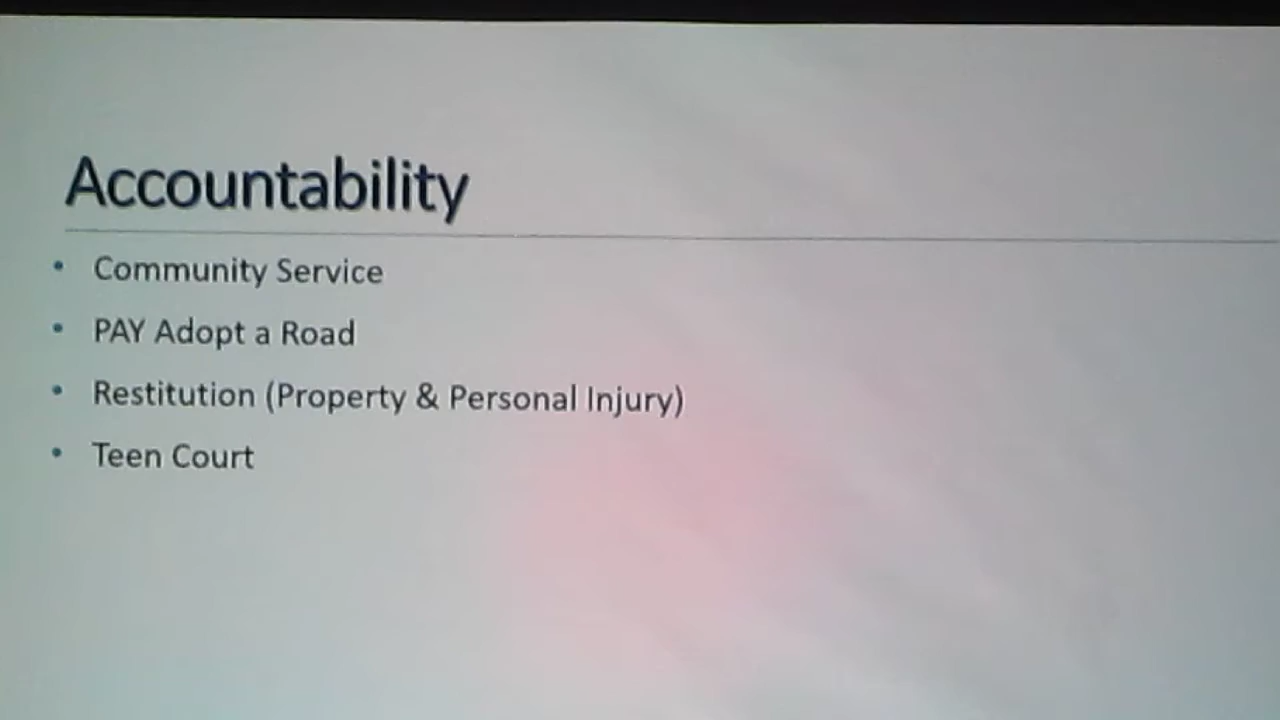 Accountability
• Community Service
• PAY Adopt a Road
• Restitution (Property & Personal Injury)
• Teen Court